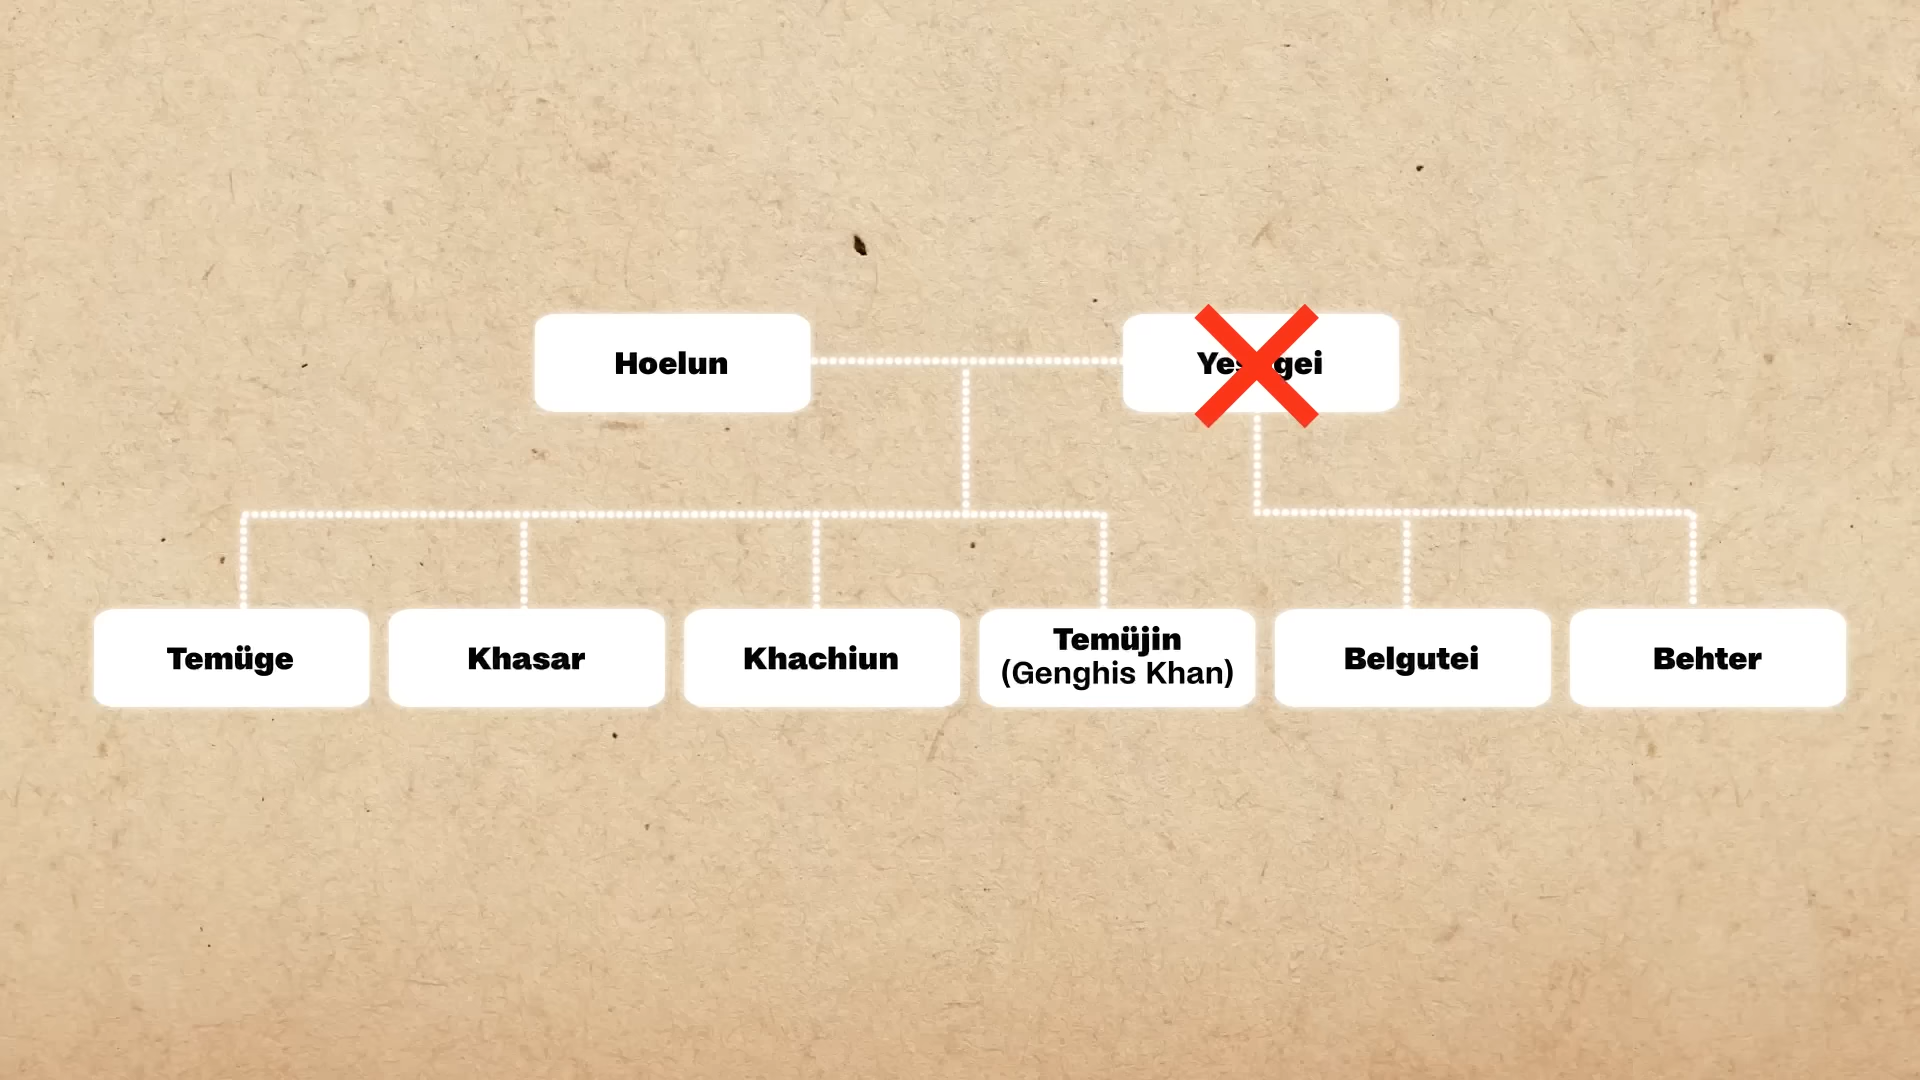 Hoelun
Temüge
Khasar
Khachiun
Temüjin
(Genghis Khan)
Belgutei
Behter